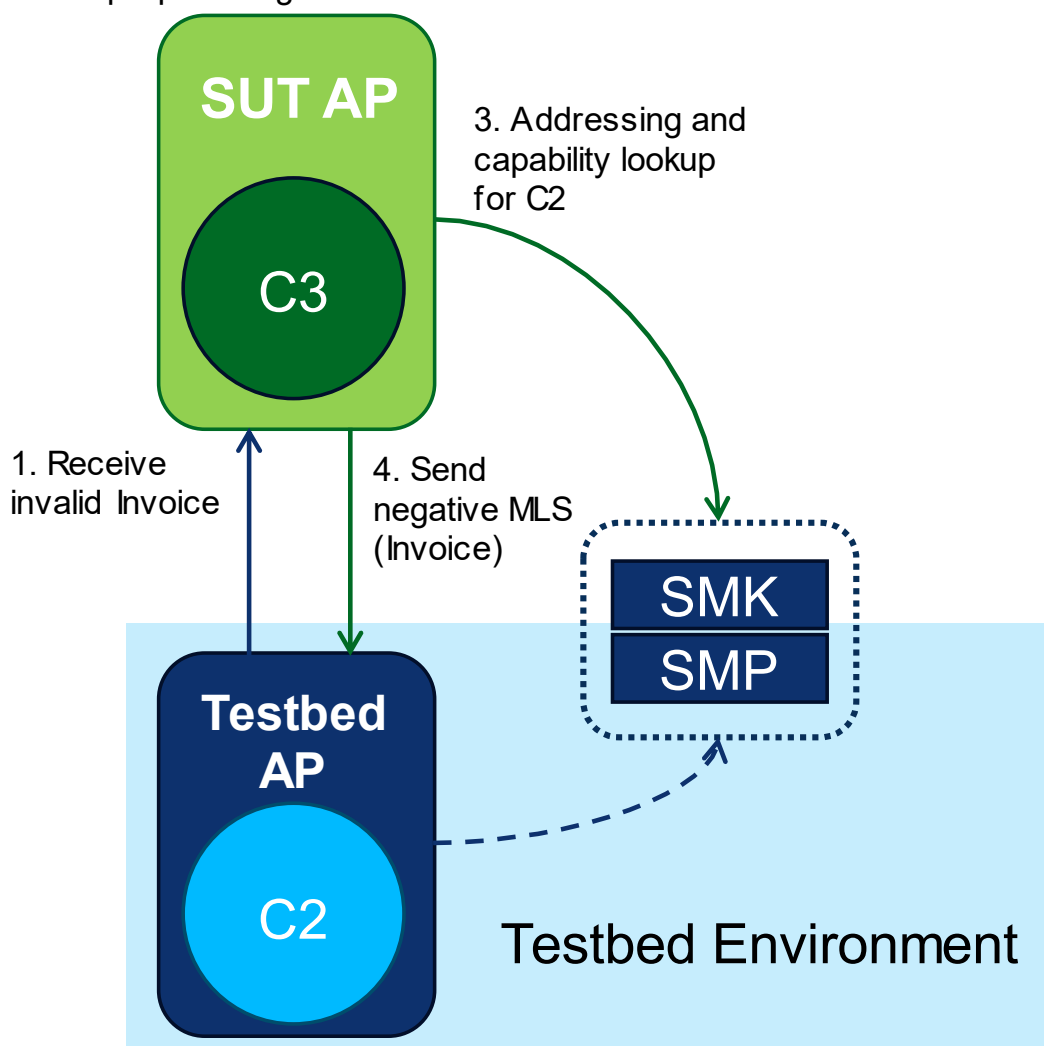 SUT AP
C3
3. Addressing and
capability lookup
for C2
1. Receive
invalid Invoice
4. Send
negative MLS
(Invoice)
SMK
SMP
Testbed
AP
C2
Testbed Environment